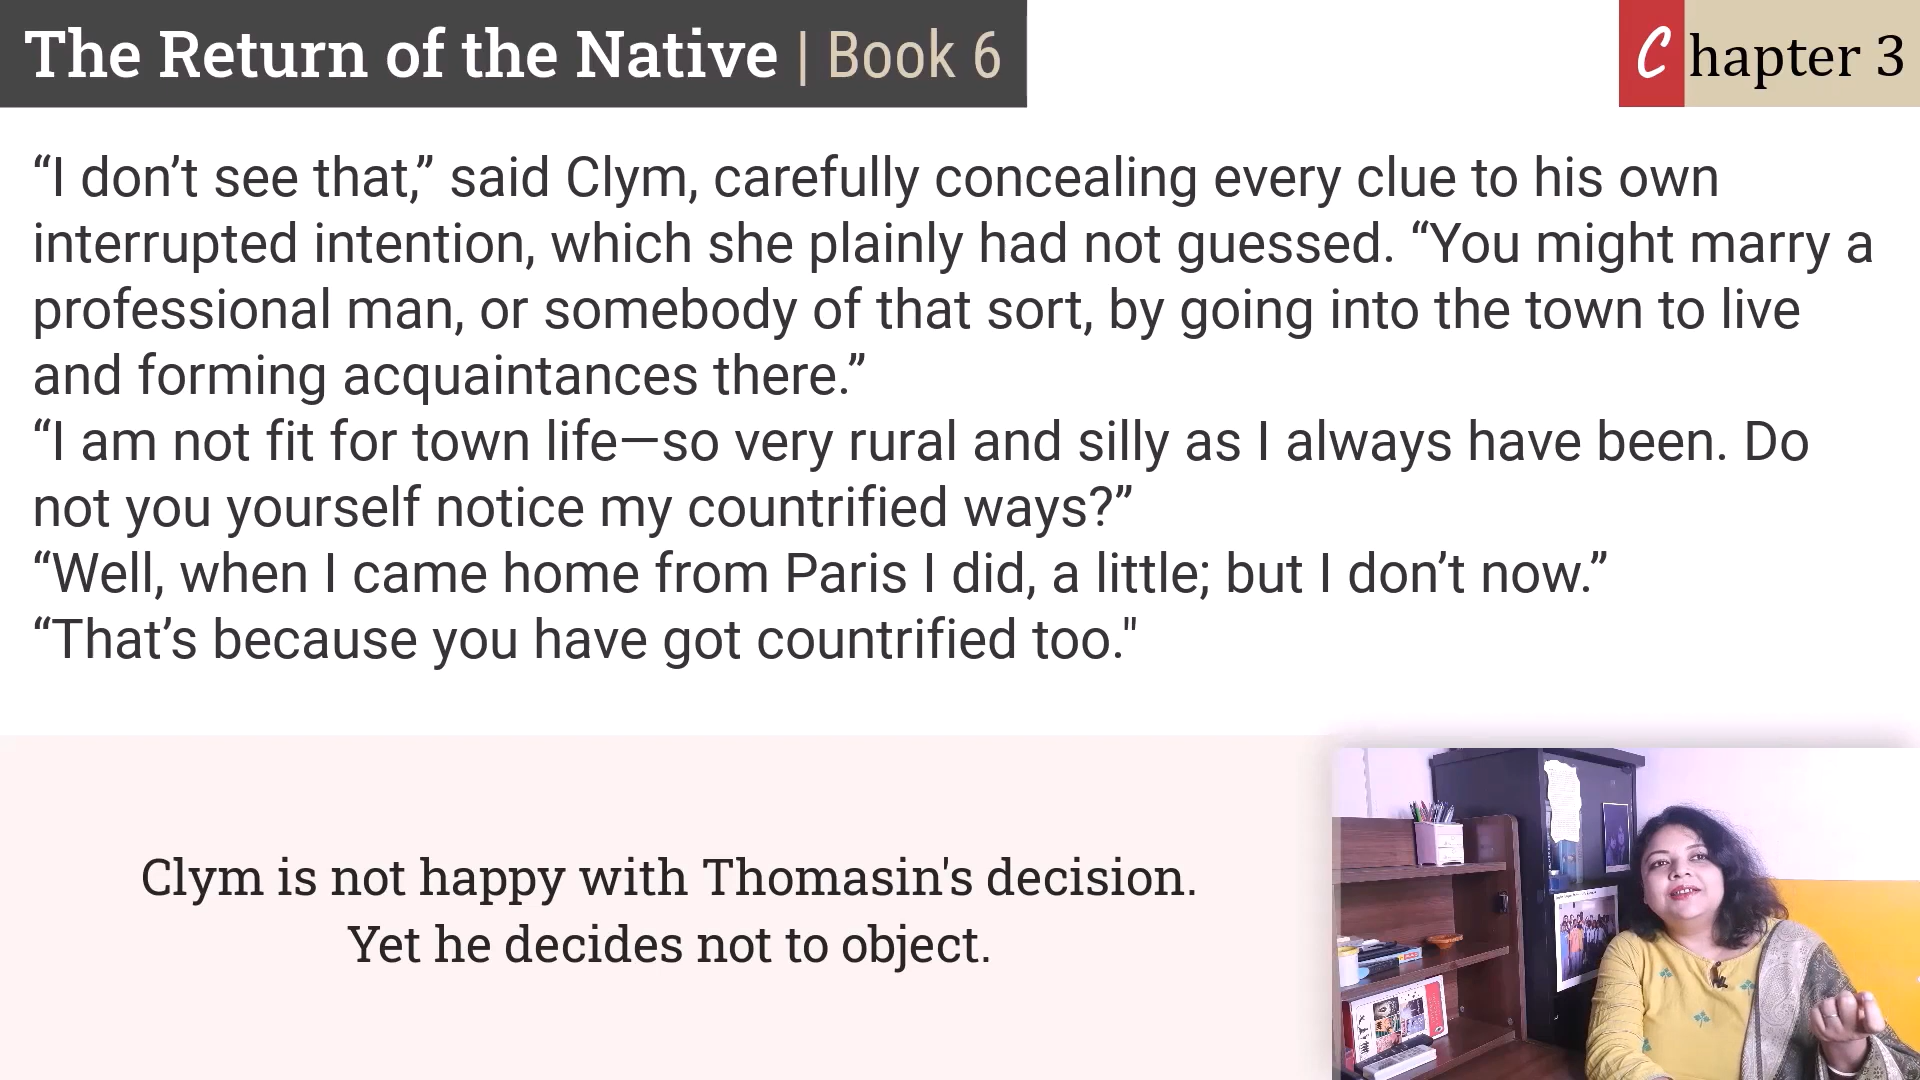 The Return of the Native | Book 6
Chapter 3
“I don’t see that,” said Clym, carefully concealing every clue to his own
interrupted intention, which she plainly had not guessed. “You might marry a
professional man, or somebody of that sort, by going into the town to live
and forming acquaintances there.”
“I am not fit for town life—so very rural and silly as I always have been. Do
not you yourself notice my countrified ways?”
“Well, when I came home from Paris I did, a little; but I don’t now.”
“That’s because you have got countrified too."
Clym is not happy with Thomasin's decision.
Yet he decides not to object.